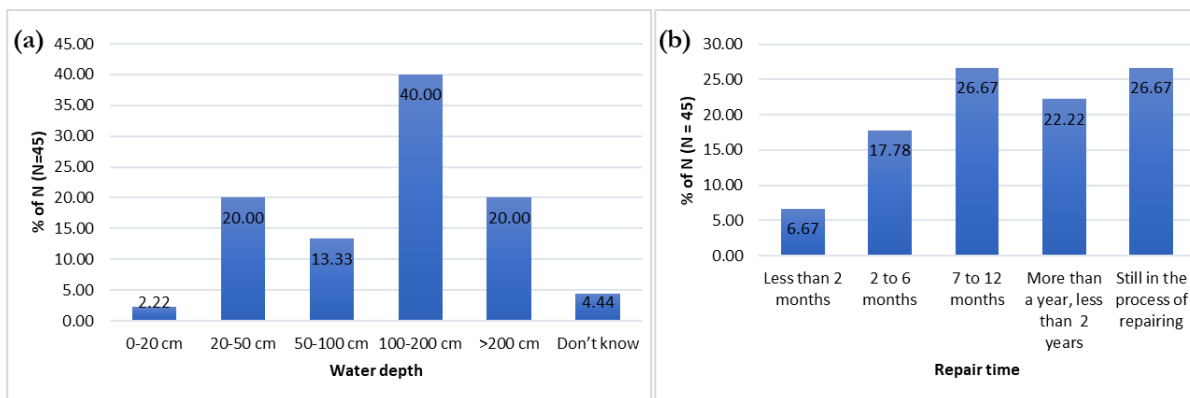 (a)
% of N (N=45)
45.00
40.00
35.00
30.00
25.00
20.00
15.00
10.00
5.00
0.00
2.22
20.00
13.33
40.00
20.00
4.44
0-20 cm
20-50 cm
50-100 cm
100-200 cm
>200 cm
Don’t know
Water depth
(b)
% of N (N = 45)
30.00
25.00
20.00
15.00
10.00
5.00
0.00
6.67
17.78
26.67
22.22
26.67
Less than 2
months
2 to 6
months
7 to 12
months
More than
a year, less
than 2
years
Still in the
process of
repairing
Repair time